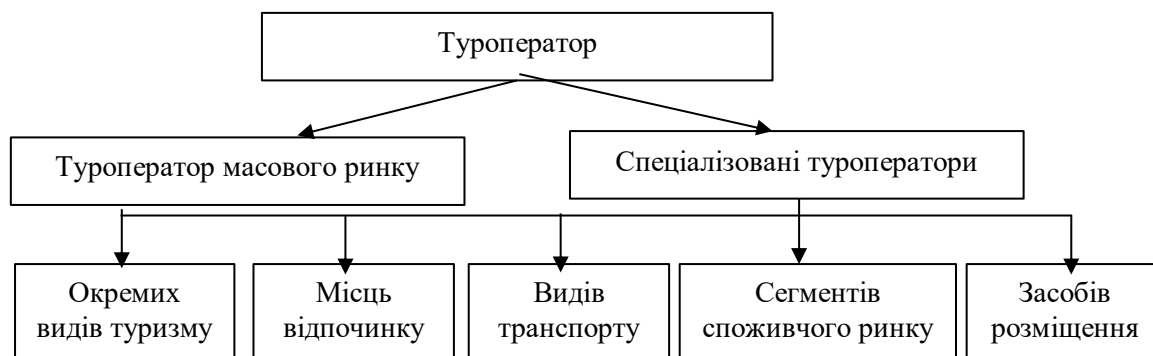 Туроператор
Туроператор масового ринку
Спеціалізовані туроператори
Окремих
видів туризму
Місць
відпочинку
Видів
транспорту
Сегментів
споживчого ринку
Засобів
розміщення